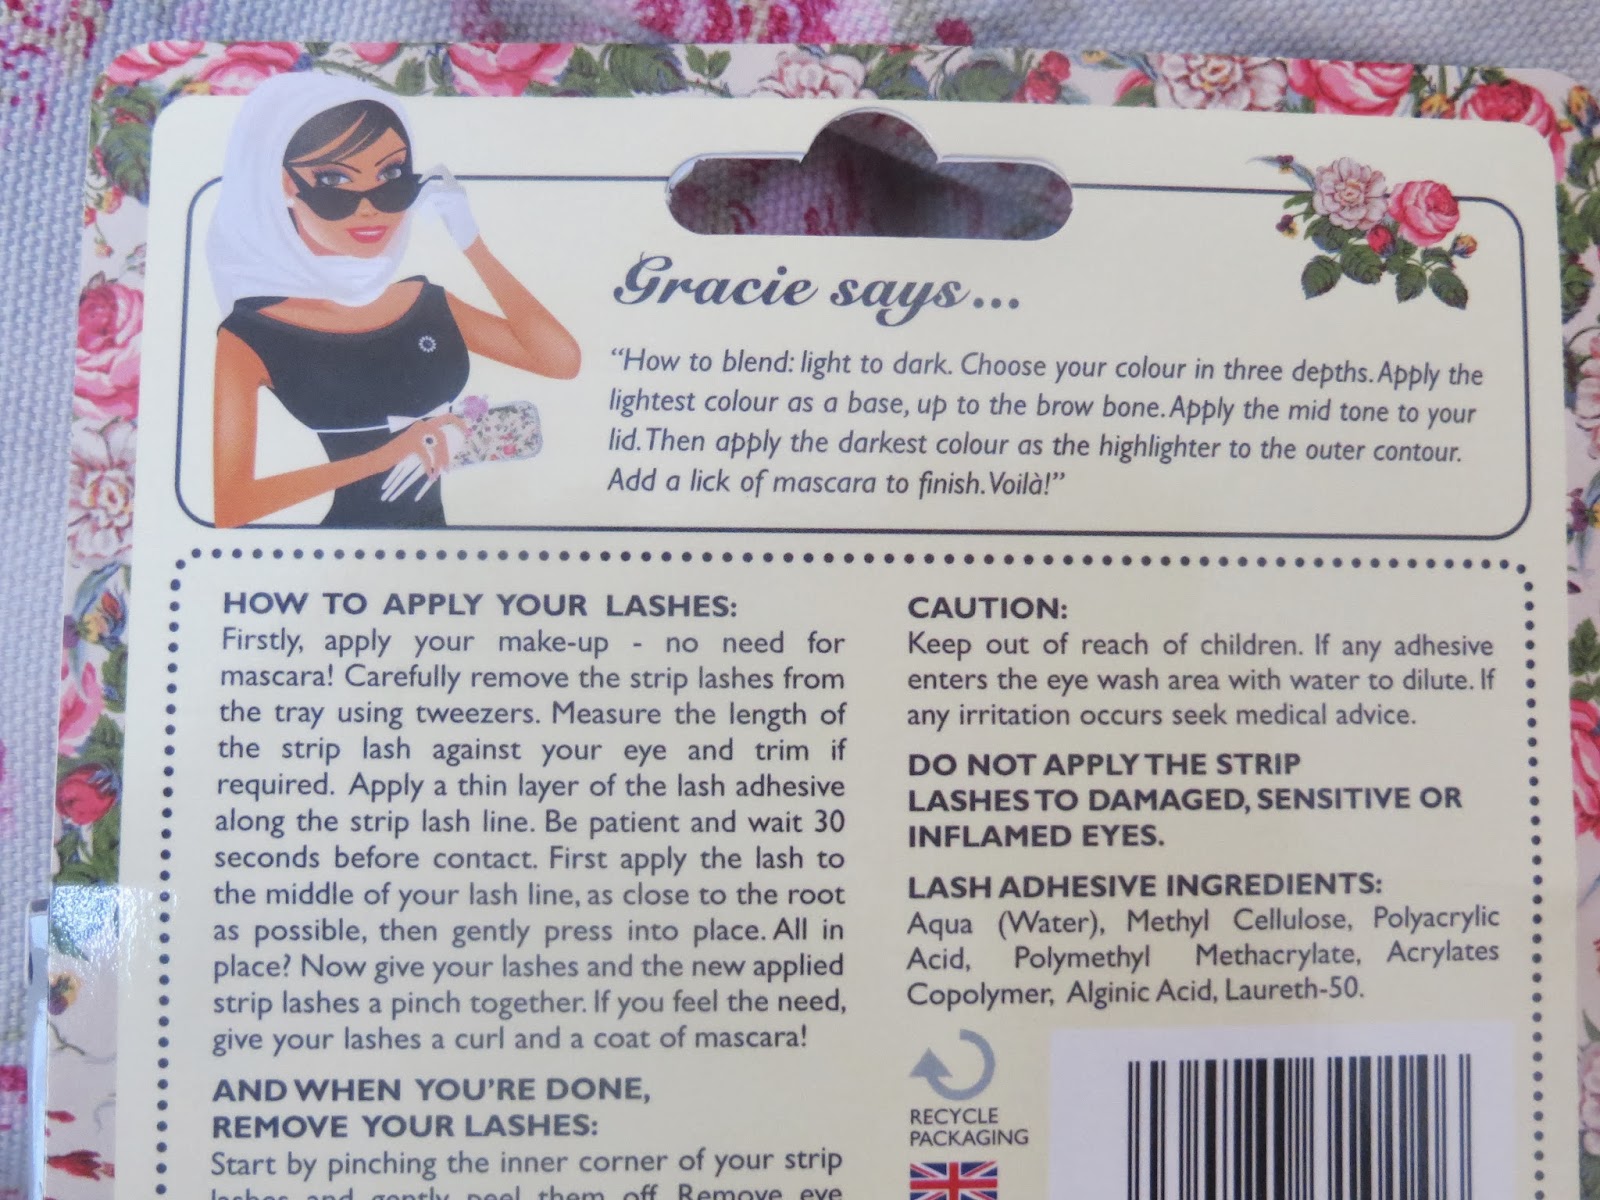 Gracie says...
“How to blend: light to dark. Choose your colour in three depths. Apply the
lightest colour as a base, up to the brow bone. Apply the mid tone to your
lid. Then apply the darkest colour as the highlighter to the outer contour.
Add a lick of mascara to finish. Voilà!”
HOW TO APPLY YOUR LASHES:
Firstly, apply your make-up - no need for
mascara! Carefully remove the strip lashes from
the tray using tweezers. Measure the length of
the strip lash against your eye and trim if
required. Apply a thin layer of the lash adhesive
along the strip lash line. Be patient and wait 30
seconds before contact. First apply the lash to
the middle of your lash line, as close to the root
as possible, then gently press into place. All in
place? Now give your lashes and the new applied
strip lashes a pinch together. If you feel the need,
give your lashes a curl and a coat of mascara!
AND WHEN YOU'RE DONE,
REMOVE YOUR LASHES:
Start by pinching the inner corner of your strip
lashes and gently peel them off. Remove eye
CAUTION:
Keep out of reach of children. If any adhesive
enters the eye wash area with water to dilute. If
any irritation occurs seek medical advice.
DO NOT APPLY THE STRIP
LASHES TO DAMAGED, SENSITIVE OR
INFLAMED EYES.
LASH ADHESIVE INGREDIENTS:
Aqua (Water), Methyl Cellulose, Polyacrylic
Acid, Polymethyl Methacrylate, Acrylates
Copolymer, Alginic Acid, Laureth-50.
RECYCLE
PACKAGING